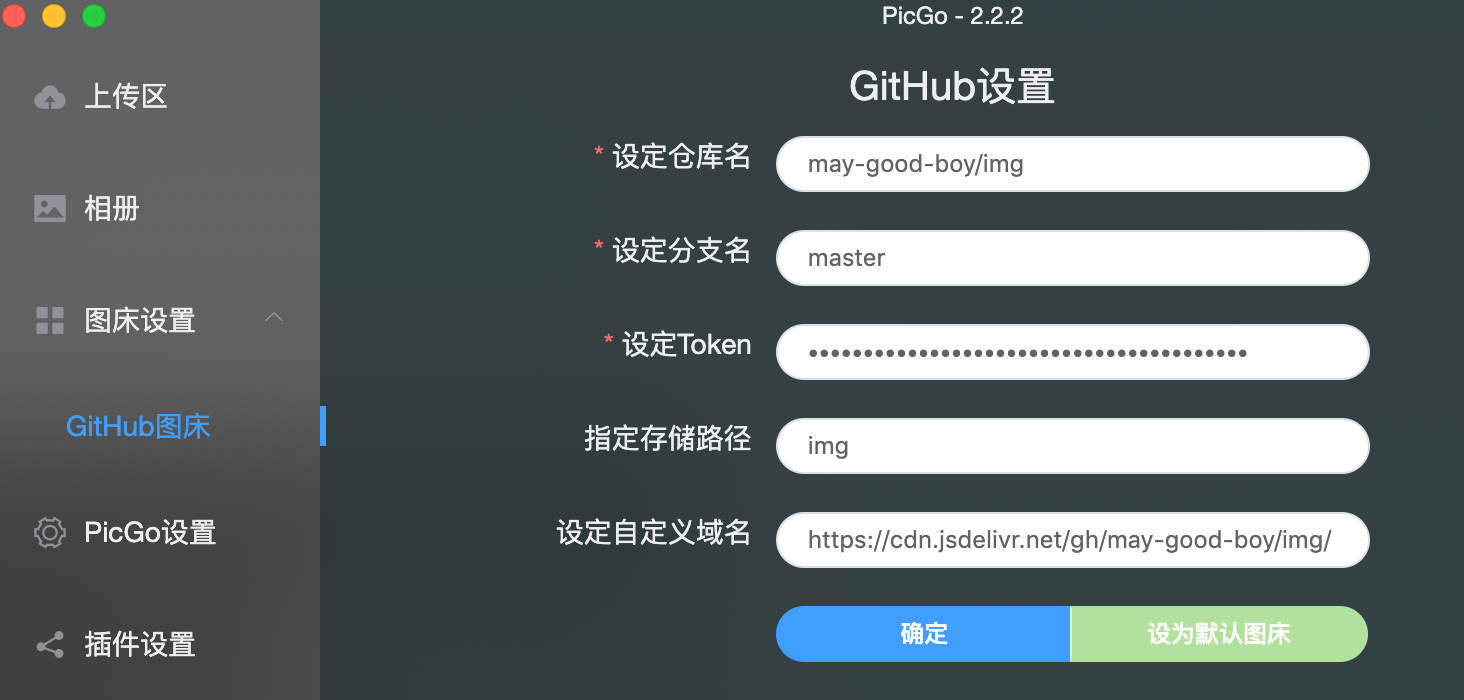 PicGo - 2.2.2
上传区
相册
图床设置
GitHub图床
PicGo设置
插件设置
GitHub设置
* 设定仓库名 may-good-boy/img
* 设定分支名 master
* 设定Token ••••••••••••••••••••••••••••••••••••••••
指定存储路径 img
设定自定义域名 https://cdn.jsdelivr.net/gh/may-good-boy/img/
确定 设为默认图床